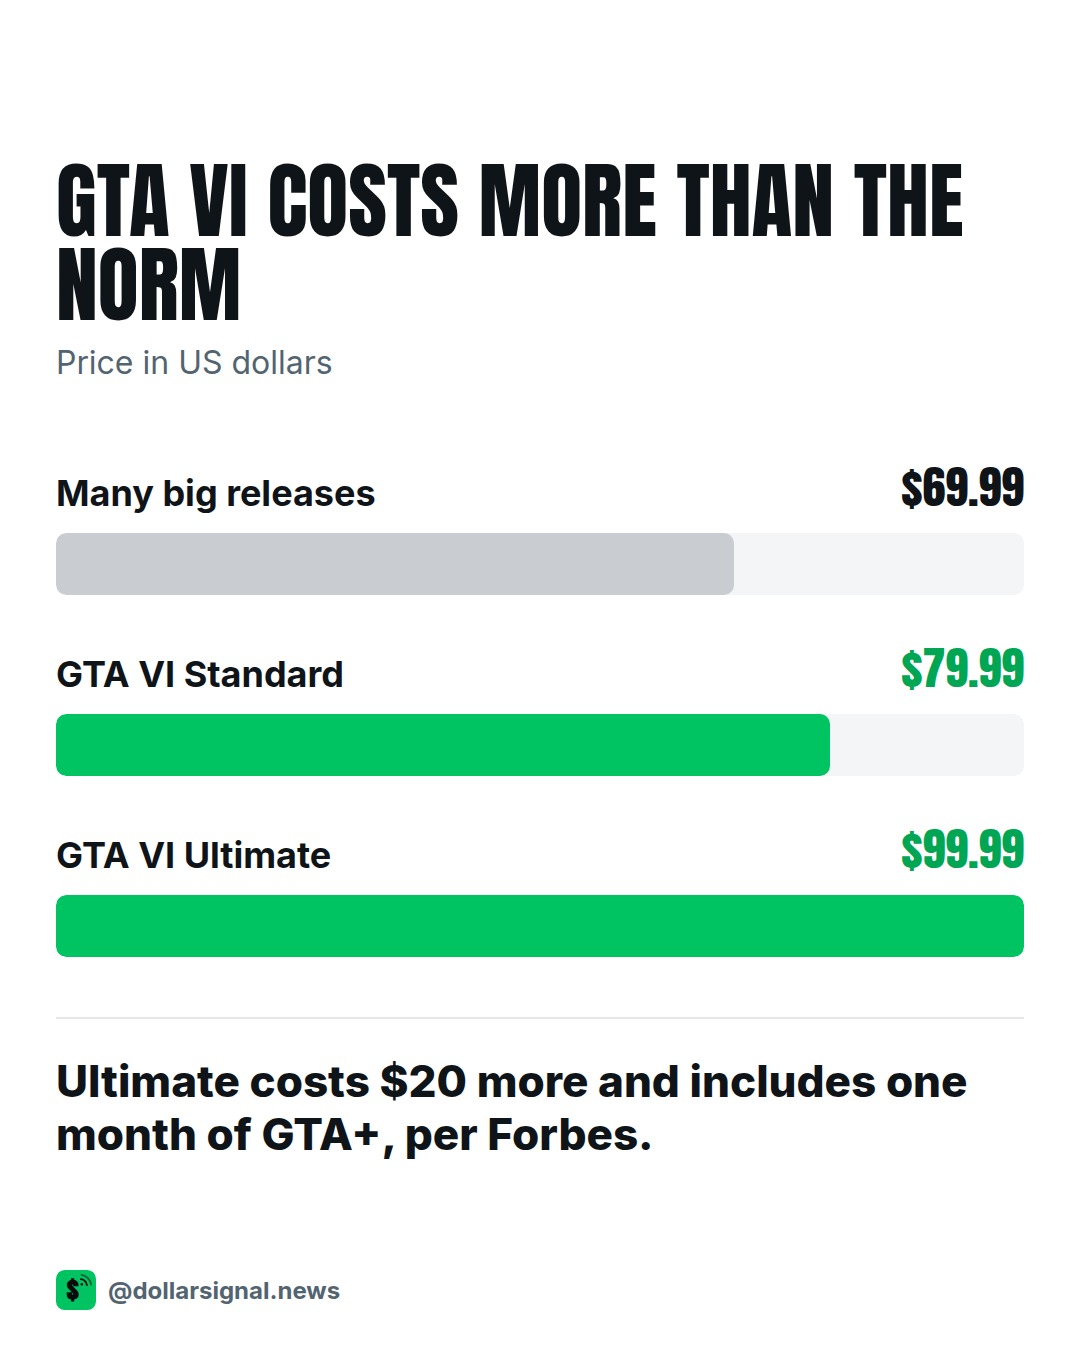 GTA VI COSTS MORE THAN THE
NORM
Price in US dollars
Many big releases $69.99
GTA VI Standard $79.99
GTA VI Ultimate $99.99
Ultimate costs $20 more and includes one
month of GTA+, per Forbes.
$ @dollarsignal.news